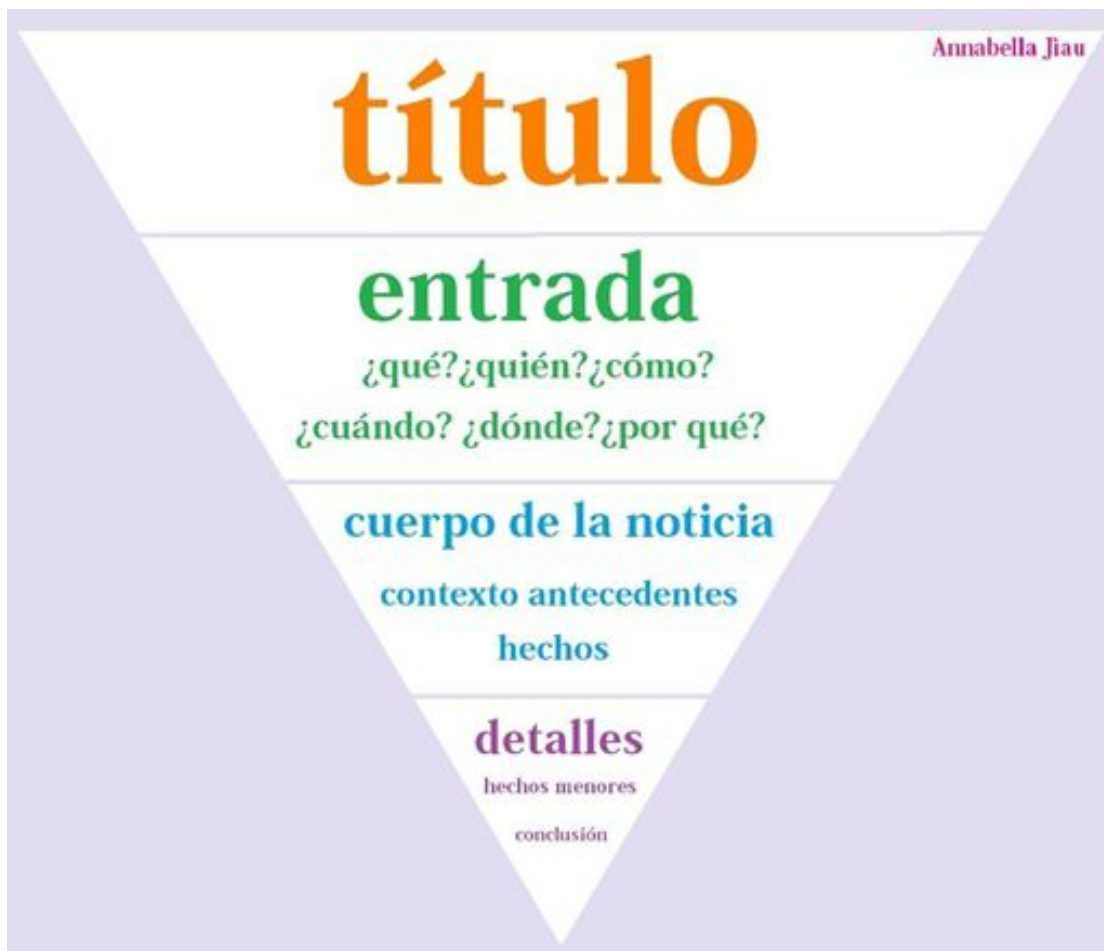 Annabella Jiau
título
entrada
¿qué?¿quién?¿cómo?
¿cuándo? ¿dónde?¿por qué?
cuerpo de la noticia
contexto antecedentes
hechos
detalles
hechos menores
conclusión